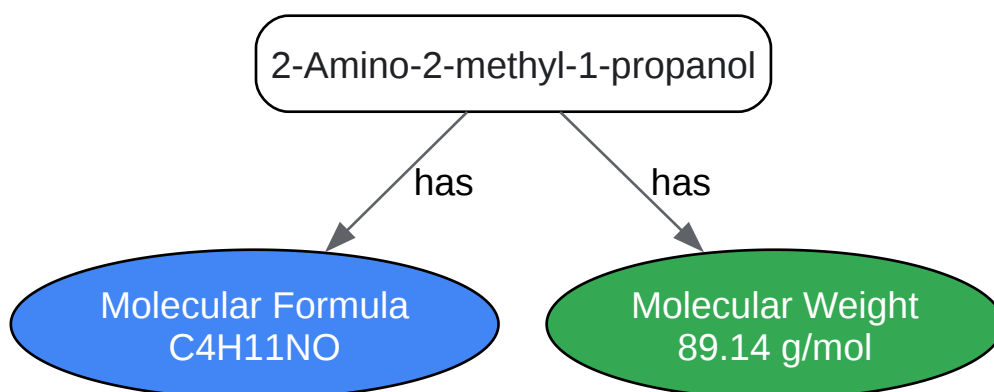 2-Amino-2-methyl-1-propanol
has
has
Molecular Formula
C4H11NO
Molecular Weight
89.14 g/mol